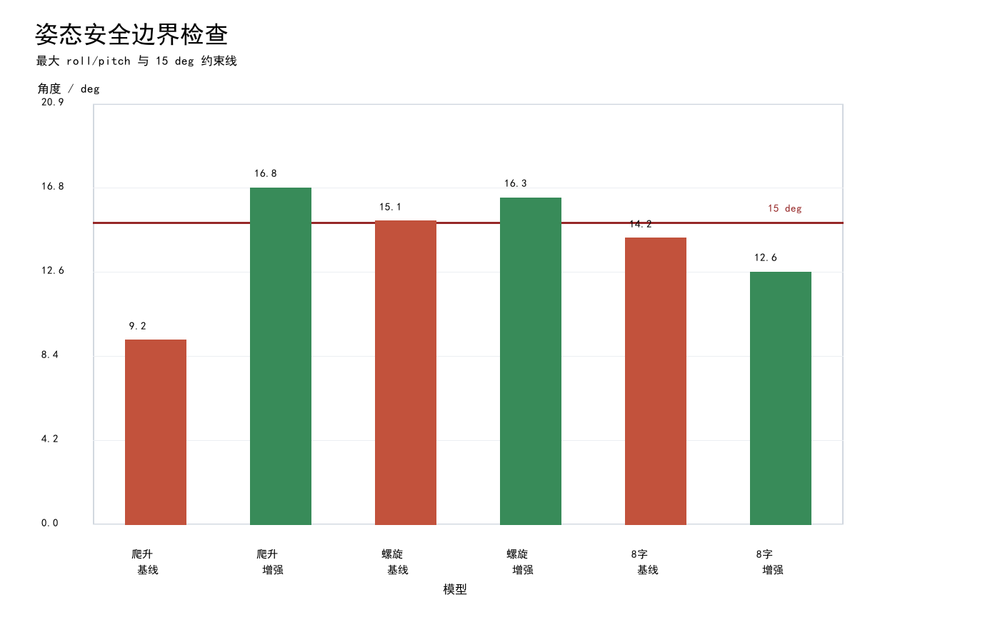 姿态安全边界检查
最大 roll/pitch 与 15 deg 约束线
角度 / deg
20.9
16.8
16.8
16.3
15.1
15 deg
14.2
12.6
12.6
9.2
8.4
4.2
0.0
爬升 爬升 螺旋 螺旋 8字 8字
基线 增强 基线 增强 基线 增强
模型